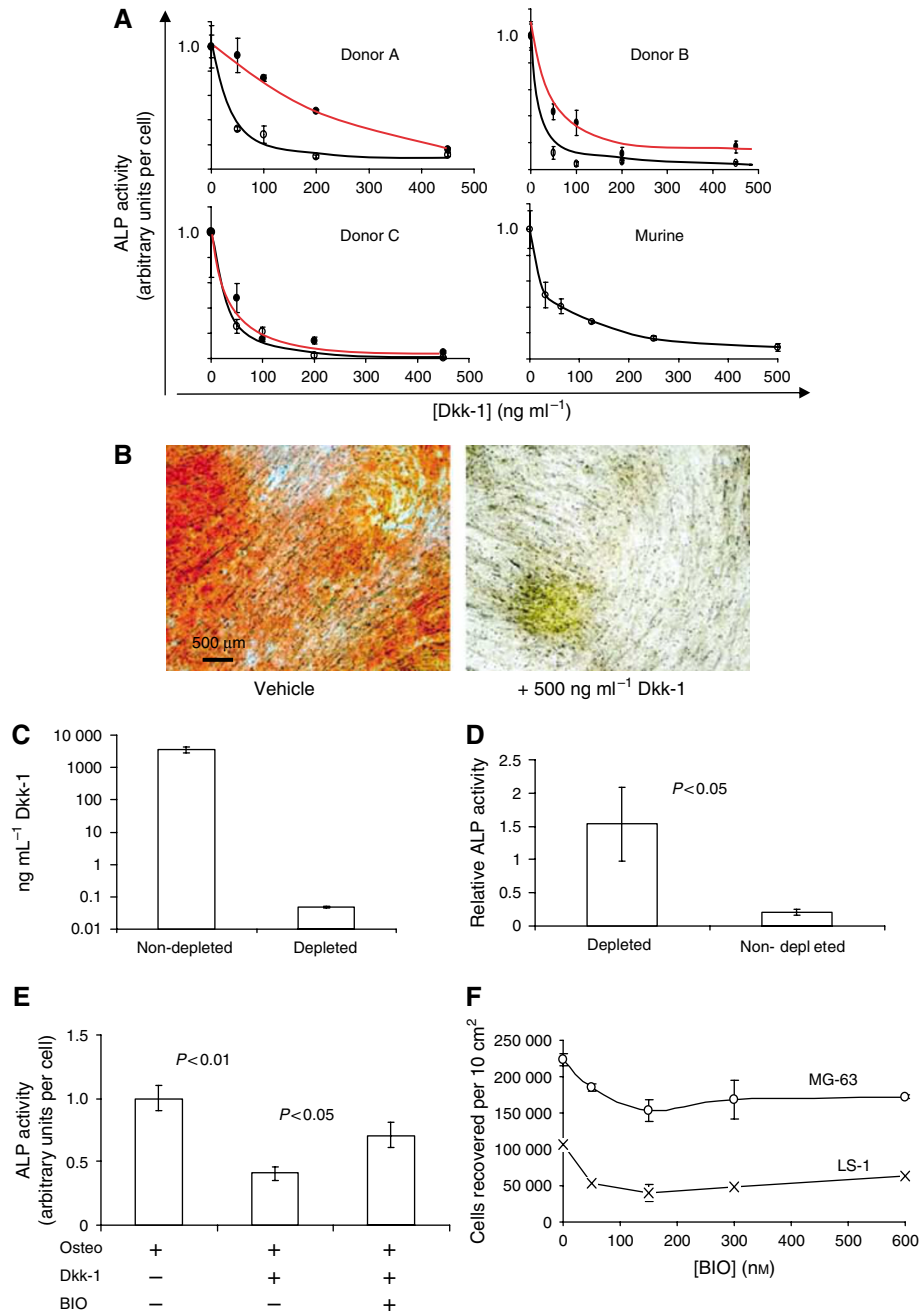 A
ALP activity
(arbitrary units per cell)
1.0
Donor A
0 100 200 300 400 500
1.0
Donor B
0 100 200 300 400 500
1.0
Donor C
0 100 200 300 400 500
1.0
Murine
0 100 200 300 400 500
[Dkk-1] (ng ml⁻¹)
B
500 µm
Vehicle
+ 500 ng ml⁻¹ Dkk-1
C
ng mL⁻¹ Dkk-1
10 000
1000
100
10
1
0.1
0.01
Non-depleted Depleted
D
Relative ALP activity
2.5
2
1.5
1
0.5
0
P<0.05
Depleted Non- depl eted
E
ALP activity
(arbitrary units per cell)
1.5
1.0
0.5
0
P<0.01
P<0.05
Osteo + + +
Dkk-1 − + +
BIO − − +
F
Cells recovered per 10 cm²
250 000
200 000
150 000
100 000
50 000
0
MG-63
LS-1
0 100 200 300 400 500 600
[BIO] (nM)